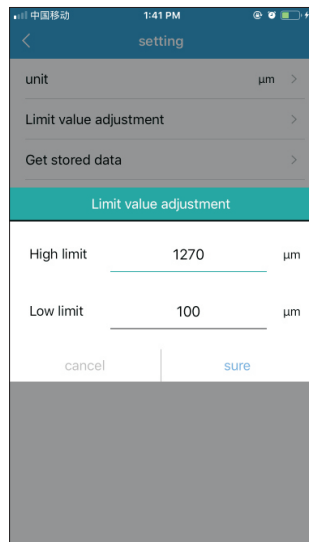 中国移动 1:41 PM
setting
unit µm
Limit value adjustment
Get stored data
Limit value adjustment
High limit 1270 µm
Low limit 100 µm
cancel sure